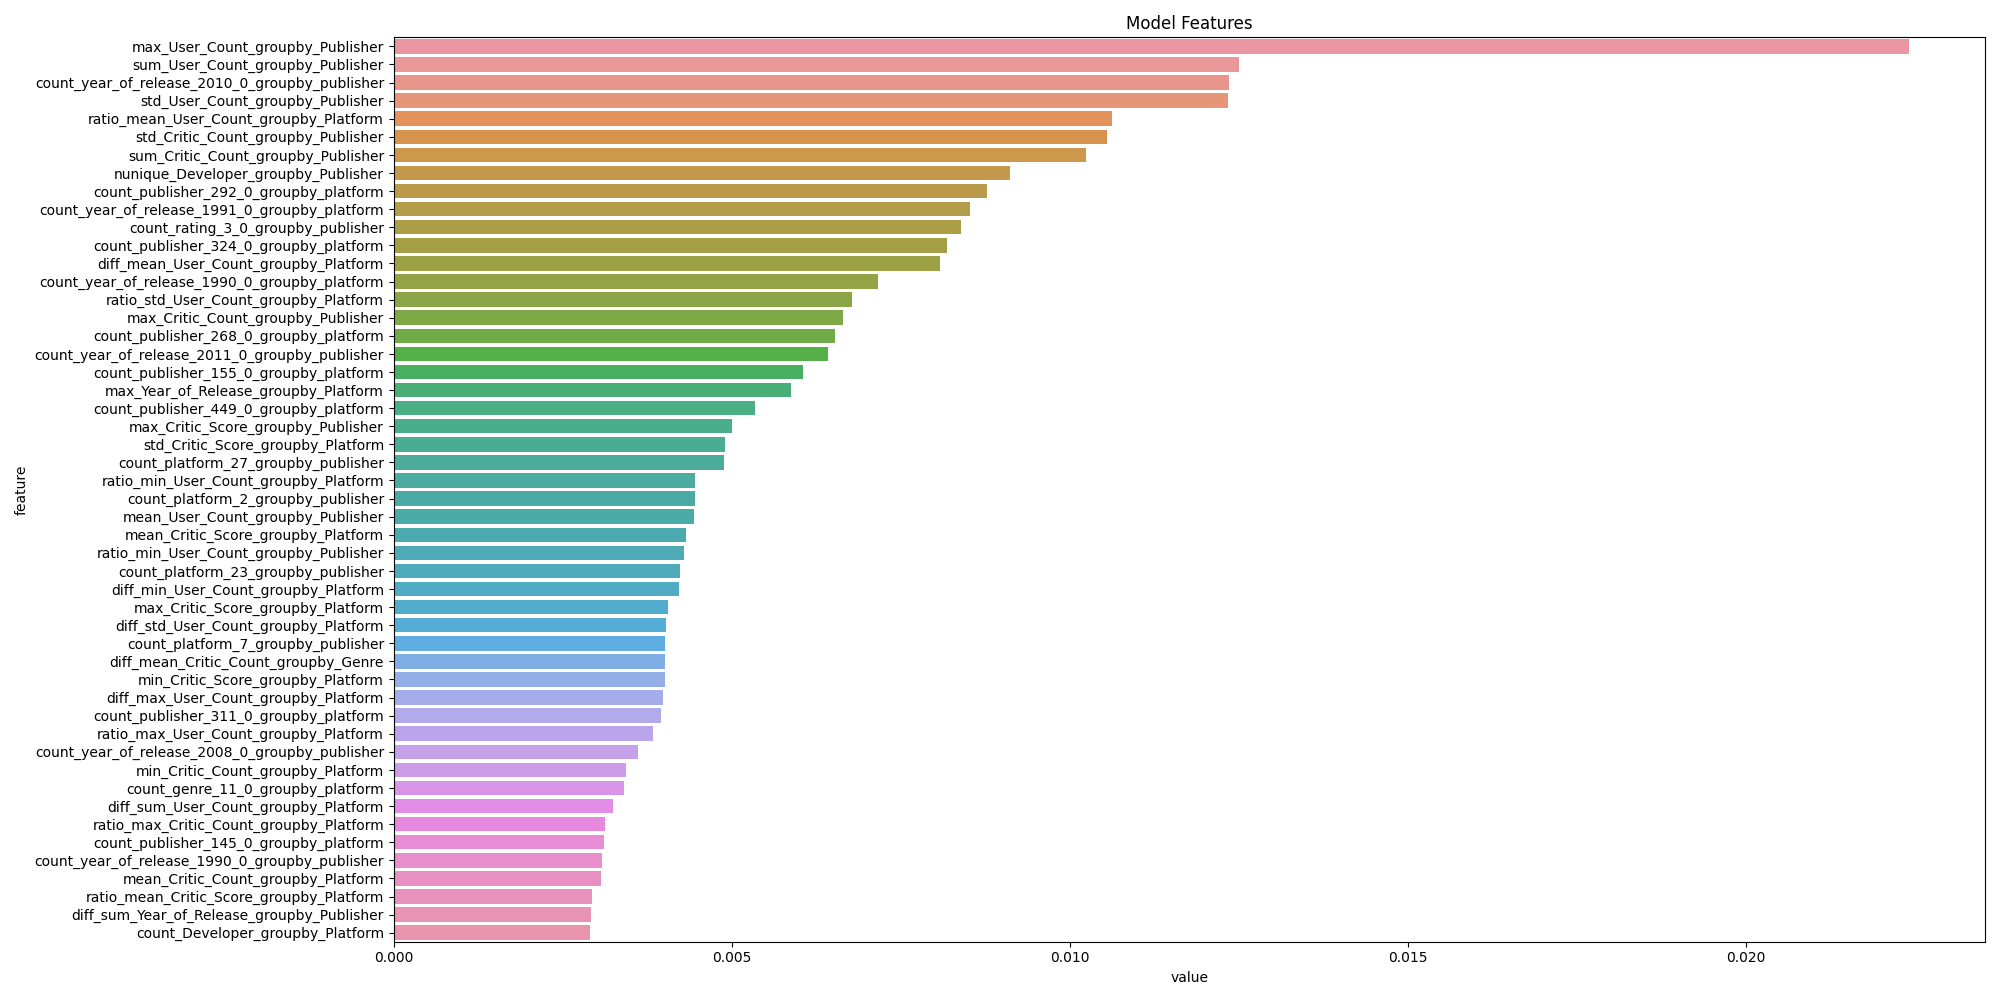 Model Features
feature
max_User_Count_groupby_Publisher
sum_User_Count_groupby_Publisher
count_year_of_release_2010_0_groupby_publisher
std_User_Count_groupby_Publisher
ratio_mean_User_Count_groupby_Platform
std_Critic_Count_groupby_Publisher
sum_Critic_Count_groupby_Publisher
nunique_Developer_groupby_Publisher
count_publisher_292_0_groupby_platform
count_year_of_release_1991_0_groupby_platform
count_rating_3_0_groupby_publisher
count_publisher_324_0_groupby_platform
diff_mean_User_Count_groupby_Platform
count_year_of_release_1990_0_groupby_platform
ratio_std_User_Count_groupby_Platform
max_Critic_Count_groupby_Publisher
count_publisher_268_0_groupby_platform
count_year_of_release_2011_0_groupby_publisher
count_publisher_155_0_groupby_platform
max_Year_of_Release_groupby_Platform
count_publisher_449_0_groupby_platform
max_Critic_Score_groupby_Publisher
std_Critic_Score_groupby_Platform
count_platform_27_groupby_publisher
ratio_min_User_Count_groupby_Platform
count_platform_2_groupby_publisher
mean_User_Count_groupby_Publisher
mean_Critic_Score_groupby_Platform
ratio_min_User_Count_groupby_Publisher
count_platform_23_groupby_publisher
diff_min_User_Count_groupby_Platform
max_Critic_Score_groupby_Platform
diff_std_User_Count_groupby_Platform
count_platform_7_groupby_publisher
diff_mean_Critic_Count_groupby_Genre
min_Critic_Score_groupby_Platform
diff_max_User_Count_groupby_Platform
count_publisher_311_0_groupby_platform
ratio_max_User_Count_groupby_Platform
count_year_of_release_2008_0_groupby_publisher
min_Critic_Count_groupby_Platform
count_genre_11_0_groupby_platform
diff_sum_User_Count_groupby_Platform
ratio_max_Critic_Count_groupby_Platform
count_publisher_145_0_groupby_platform
count_year_of_release_1990_0_groupby_publisher
mean_Critic_Count_groupby_Platform
ratio_mean_Critic_Score_groupby_Platform
diff_sum_Year_of_Release_groupby_Publisher
count_Developer_groupby_Platform
0.000 0.005 0.010 0.015 0.020
value